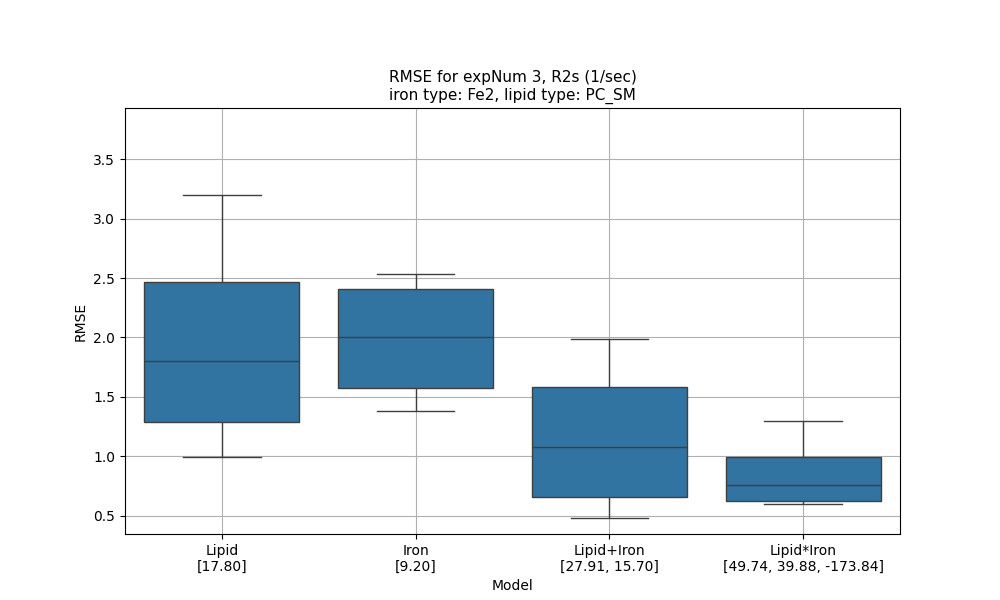 RMSE for expNum 3, R2s (1/sec)
iron type: Fe2, lipid type: PC_SM
RMSE
3.5
3.0
2.5
2.0
1.5
1.0
0.5
Lipid
[17.80]
Iron
[9.20]
Lipid+Iron
[27.91, 15.70]
Lipid*Iron
[49.74, 39.88, -173.84]
Model